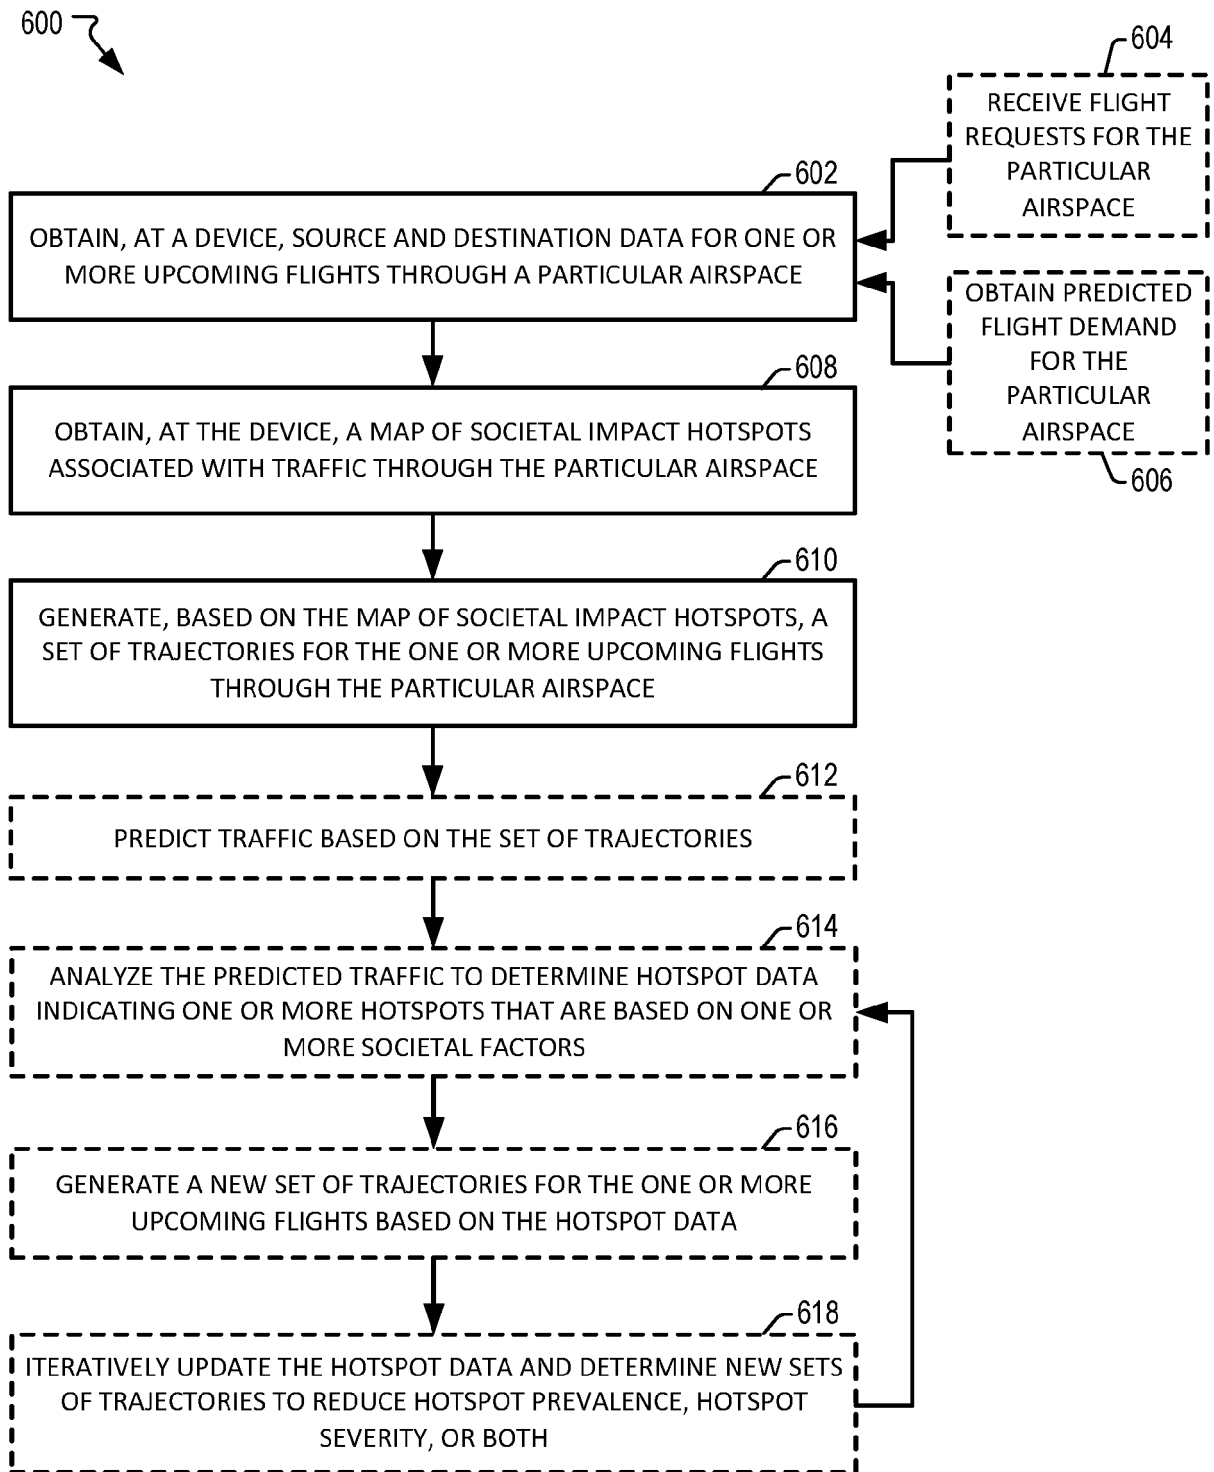 600
604
RECEIVE FLIGHT
REQUESTS FOR THE
PARTICULAR
AIRSPACE
602
OBTAIN, AT A DEVICE, SOURCE AND DESTINATION DATA FOR ONE OR
MORE UPCOMING FLIGHTS THROUGH A PARTICULAR AIRSPACE
OBTAIN PREDICTED
FLIGHT DEMAND
FOR THE
PARTICULAR
AIRSPACE
606
608
OBTAIN, AT THE DEVICE, A MAP OF SOCIETAL IMPACT HOTSPOTS
ASSOCIATED WITH TRAFFIC THROUGH THE PARTICULAR AIRSPACE
610
GENERATE, BASED ON THE MAP OF SOCIETAL IMPACT HOTSPOTS, A
SET OF TRAJECTORIES FOR THE ONE OR MORE UPCOMING FLIGHTS
THROUGH THE PARTICULAR AIRSPACE
612
PREDICT TRAFFIC BASED ON THE SET OF TRAJECTORIES
614
ANALYZE THE PREDICTED TRAFFIC TO DETERMINE HOTSPOT DATA
INDICATING ONE OR MORE HOTSPOTS THAT ARE BASED ON ONE OR
MORE SOCIETAL FACTORS
616
GENERATE A NEW SET OF TRAJECTORIES FOR THE ONE OR MORE
UPCOMING FLIGHTS BASED ON THE HOTSPOT DATA
618
ITERATIVELY UPDATE THE HOTSPOT DATA AND DETERMINE NEW SETS
OF TRAJECTORIES TO REDUCE HOTSPOT PREVALENCE, HOTSPOT
SEVERITY, OR BOTH